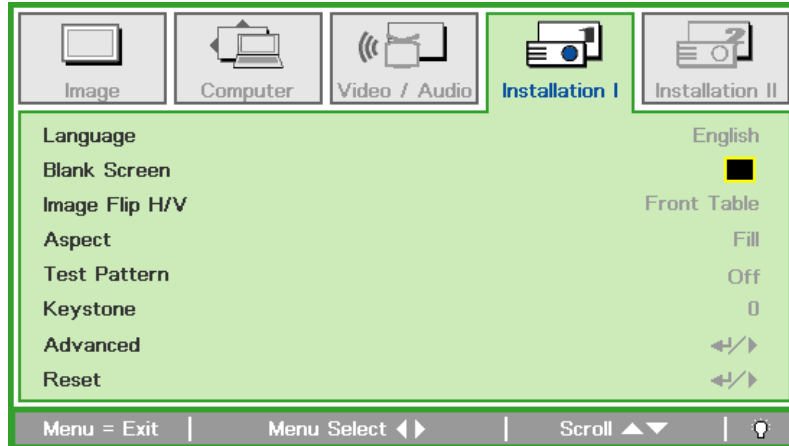 Image Computer Video / Audio Installation I Installation II
Language English
Blank Screen
Image Flip H/V Front Table
Aspect Fill
Test Pattern Off
Keystone 0
Advanced
Reset
Menu = Exit Menu Select Scroll